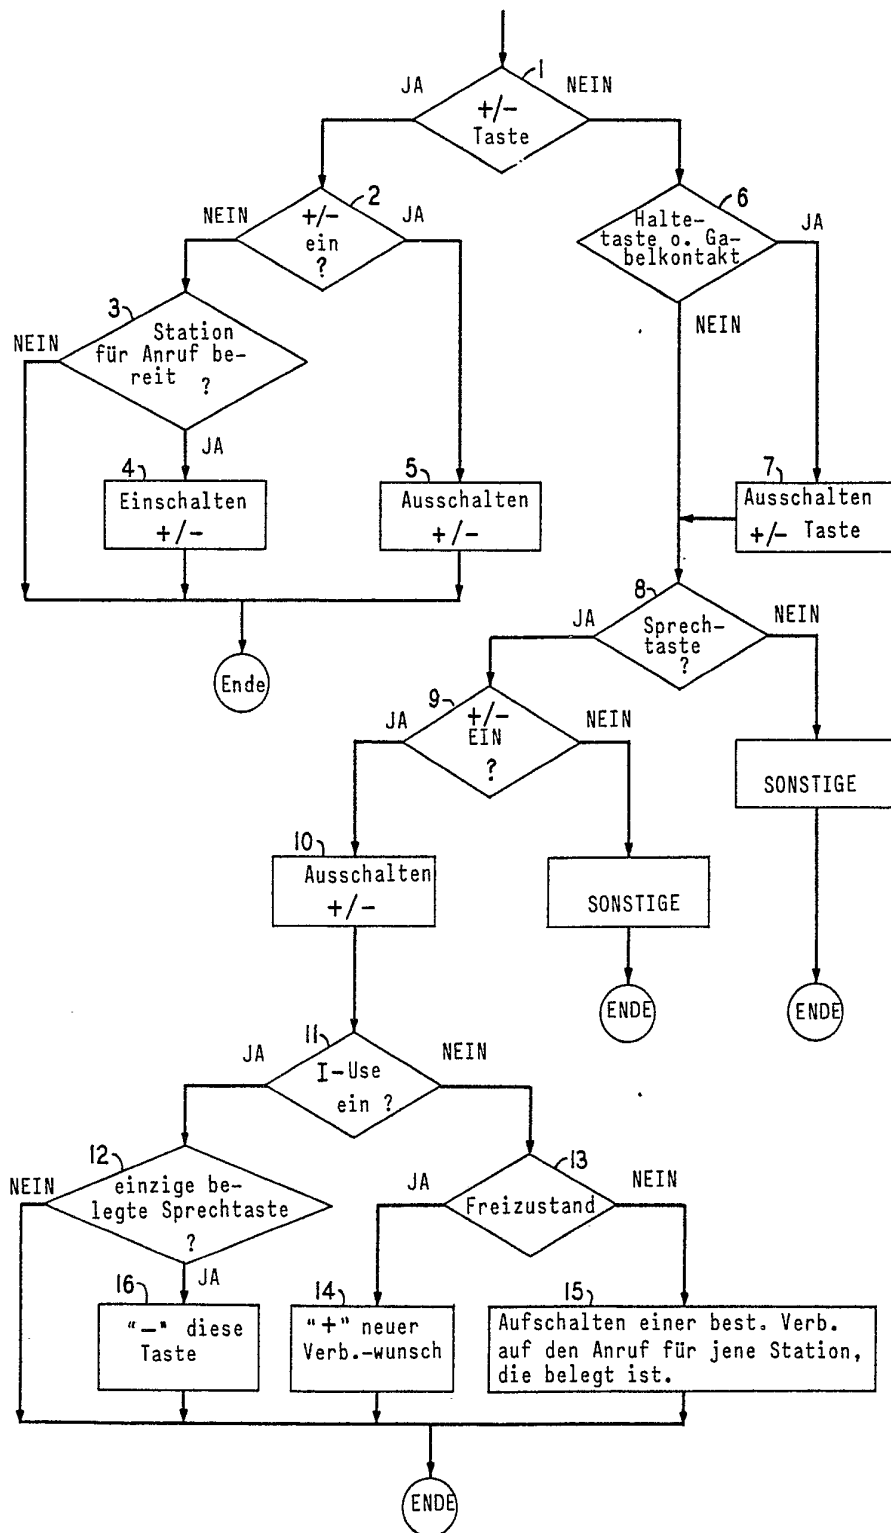 1
JA
NEIN
+/-
Taste
2
NEIN
+/-
ein
?
JA
6
Halte-
taste o. Ga-
belkontakt
JA
NEIN
3
NEIN
Station
für Anruf be-
reit ?
JA
4
Einschalten
+/-
5
Ausschalten
+/-
7
Ausschalten
+/- Taste
Ende
8
JA
NEIN
Sprech-
taste
?
9
JA
+/-
EIN
?
NEIN
SONSTIGE
10
Ausschalten
+/-
SONSTIGE
ENDE
ENDE
11
JA
NEIN
I-Use
ein ?
12
NEIN
einzige be-
legte Sprechtaste
?
JA
13
JA
Freizustand
NEIN
16
"-" diese
Taste
14
"+" neuer
Verb.-wunsch
15
Aufschalten einer best. Verb.
auf den Anruf für jene Station,
die belegt ist.
ENDE